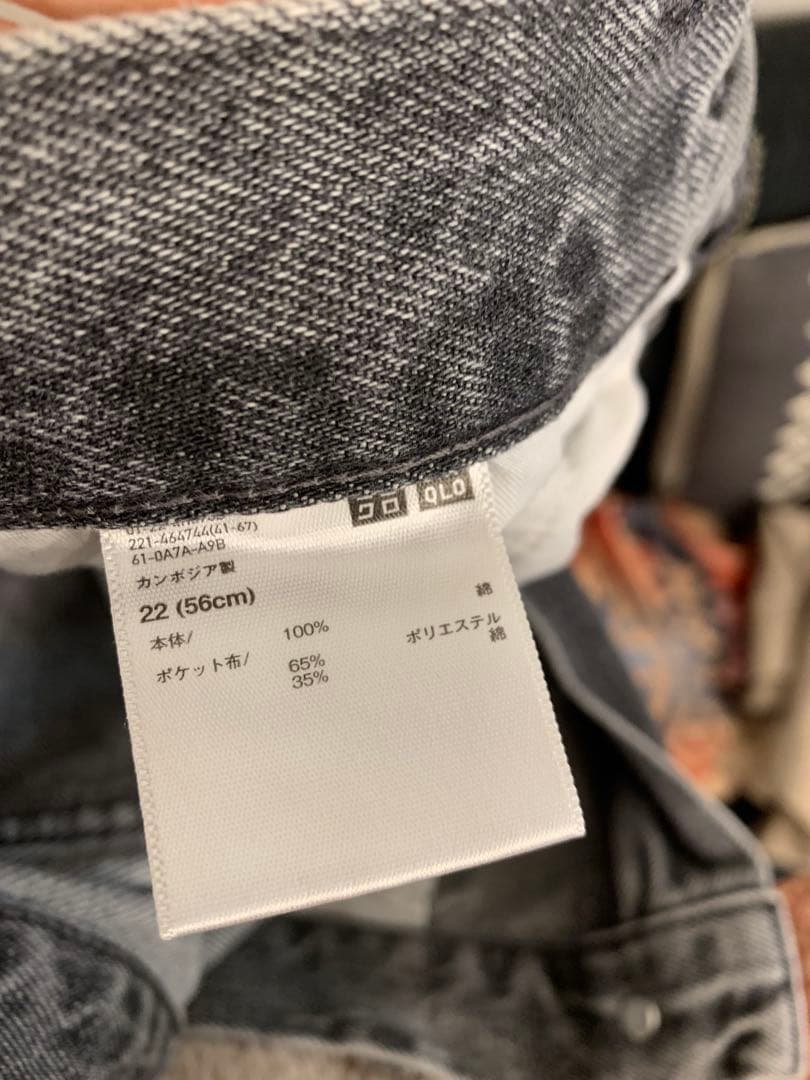 QLO
221-464744(41-67)
61-0A7A-A9B
カンボジア製
22 (56cm)
本体/ 100% 綿
ポケット布/ 65% ポリエステル
35% 綿